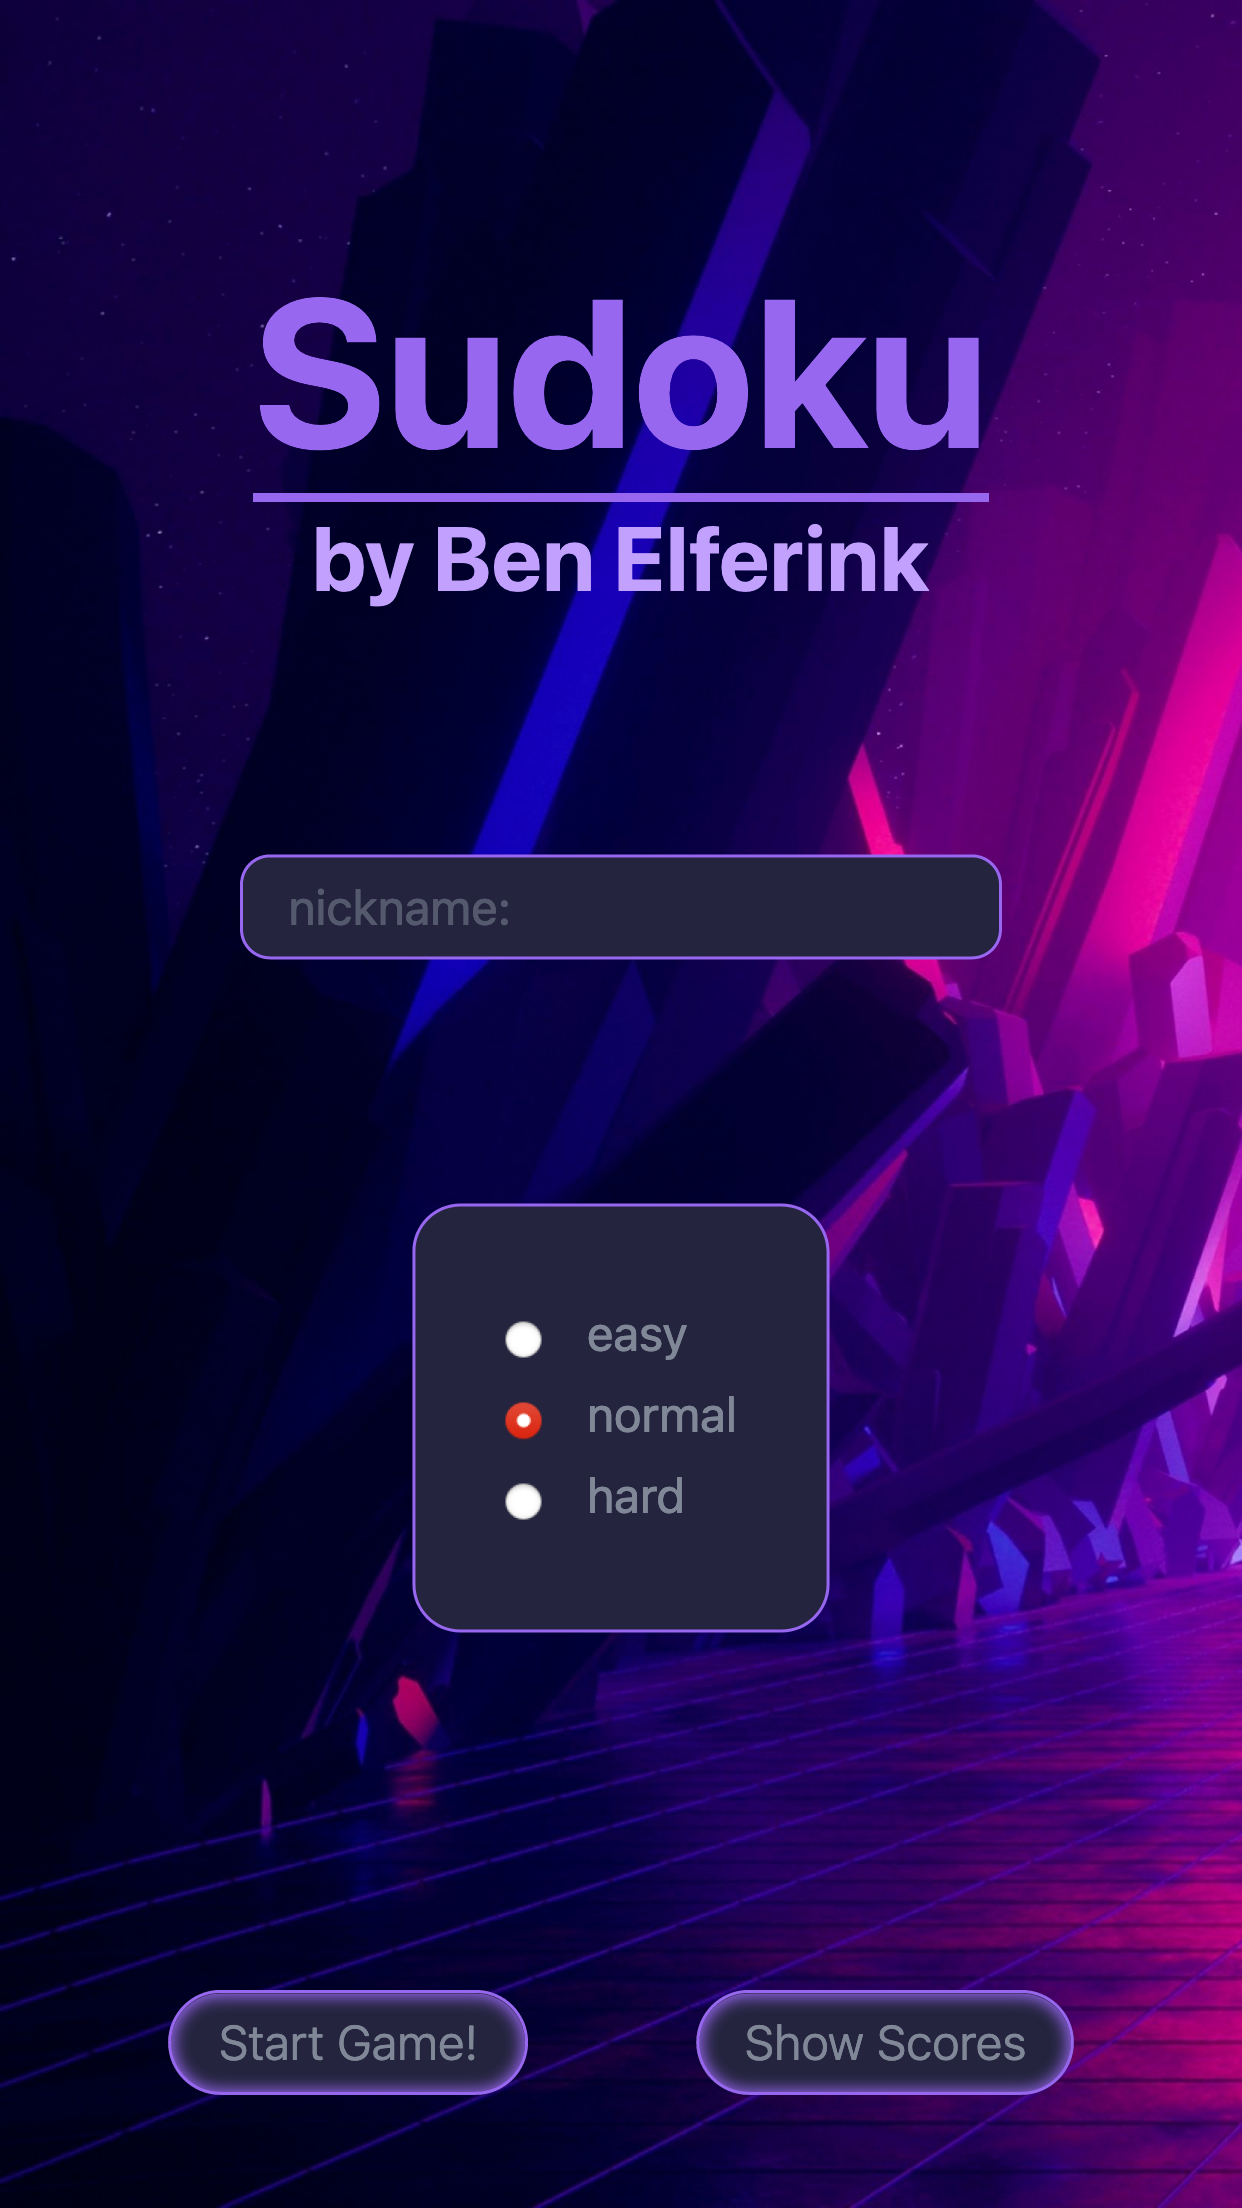 Sudoku
by Ben Elferink
nickname:
easy
normal
hard
Start Game!
Show Scores